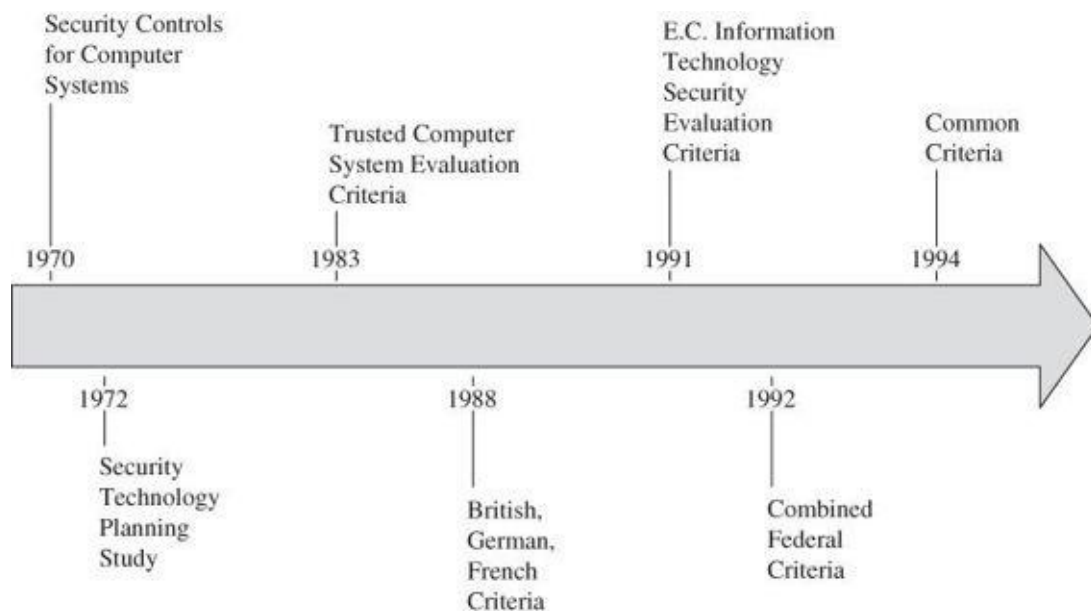 Security Controls
for Computer
Systems
E.C. Information
Technology
Security
Evaluation
Criteria
Trusted Computer
System Evaluation
Criteria
Common
Criteria
1970
1983
1991
1994
1972
1988
1992
Security
Technology
Planning
Study
British,
German,
French
Criteria
Combined
Federal
Criteria